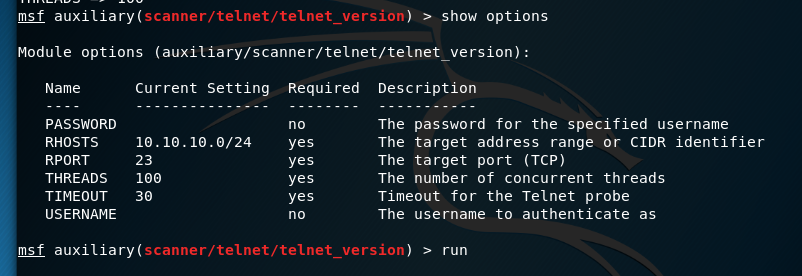 THREADS => 100
msf auxiliary(scanner/telnet/telnet_version) > show options
Module options (auxiliary/scanner/telnet/telnet_version):
Name Current Setting Required Description
---- --------------- -------- -----------
PASSWORD no The password for the specified username
RHOSTS 10.10.10.0/24 yes The target address range or CIDR identifier
RPORT 23 yes The target port (TCP)
THREADS 100 yes The number of concurrent threads
TIMEOUT 30 yes Timeout for the Telnet probe
USERNAME no The username to authenticate as
msf auxiliary(scanner/telnet/telnet_version) > run